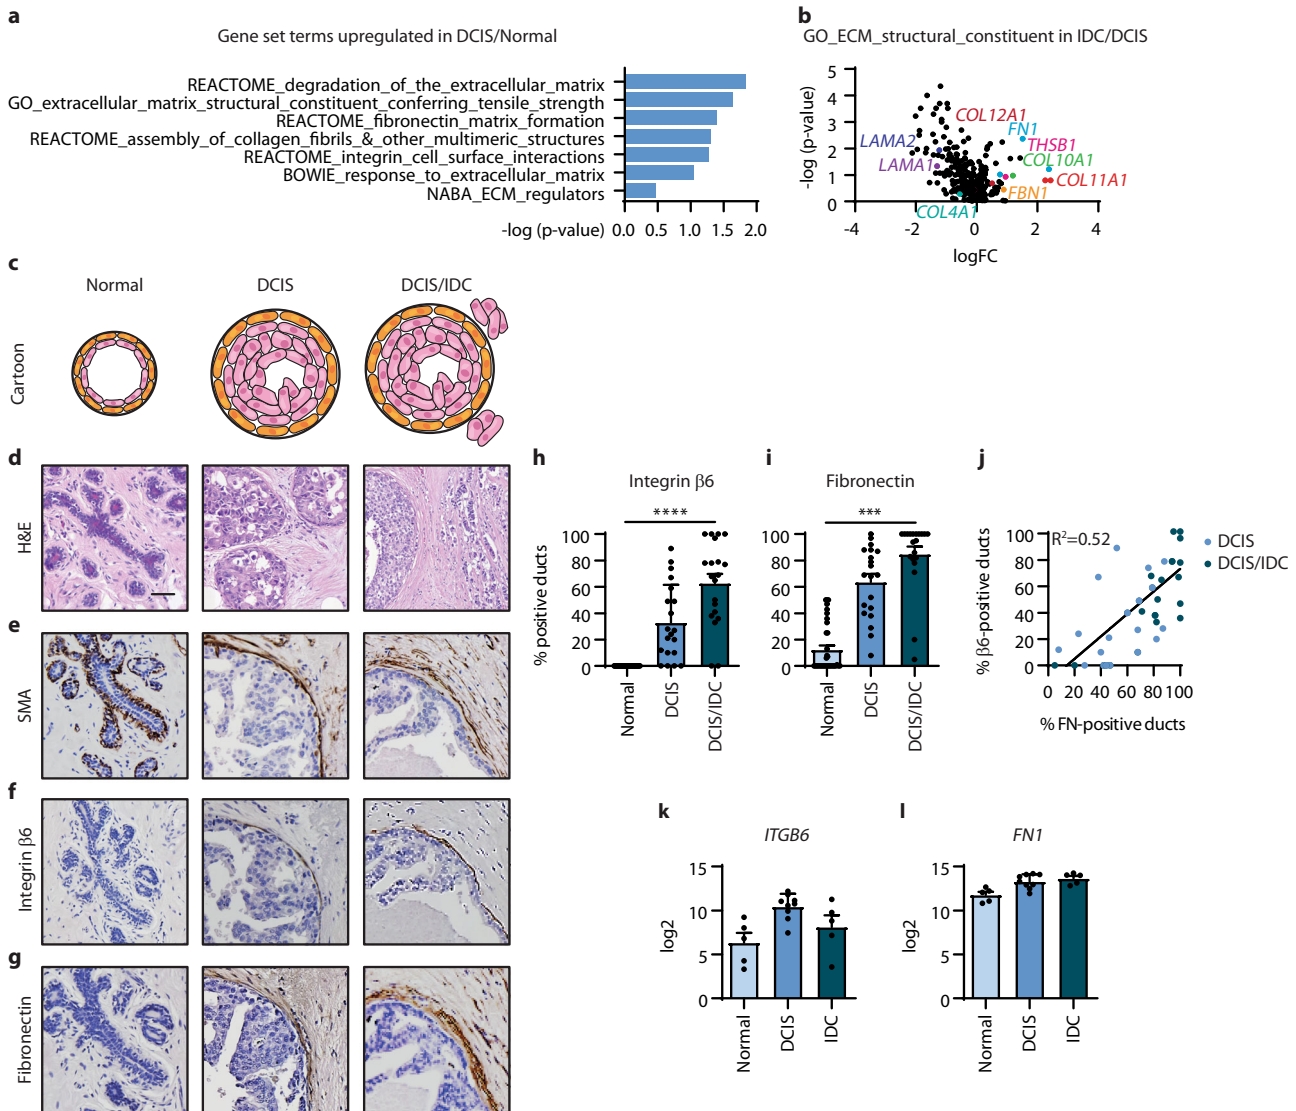 a
Gene set terms upregulated in DCIS/Normal
REACTOME_degradation_of_the_extracellular_matrix
GO_extracellular_matrix_structural_constituent_conferring_tensile_strength
REACTOME_fibronectin_matrix_formation
REACTOME_assembly_of_collagen_fibrils_&_other_multimeric_structures
REACTOME_integrin_cell_surface_interactions
BOWIE_response_to_extracellular_matrix
NABA_ECM_regulators
-log (p-value)
0.0 0.5 1.0 1.5 2.0
b
GO_ECM_structural_constituent in IDC/DCIS
-log (p-value)
5
4
3
2
1
0
COL12A1
FN1
LAMA2
THSB1
LAMA1
COL10A1
COL11A1
FBN1
COL4A1
-4 -2 0 2 4
logFC
c
Normal DCIS DCIS/IDC
Cartoon
d
H&E
e
SMA
f
Integrin β6
g
Fibronectin
h
Integrin β6
****
% positive ducts
100
80
60
40
20
0
Normal
DCIS
DCIS/IDC
i
Fibronectin
***
100
80
60
40
20
0
Normal
DCIS
DCIS/IDC
j
R²=0.52
DCIS
DCIS/IDC
% β6-positive ducts
100
80
60
40
20
0
0 20 40 60 80 100
% FN-positive ducts
k
ITGB6
log2
15
10
5
0
Normal
DCIS
IDC
l
FN1
log2
15
10
5
0
Normal
DCIS
IDC